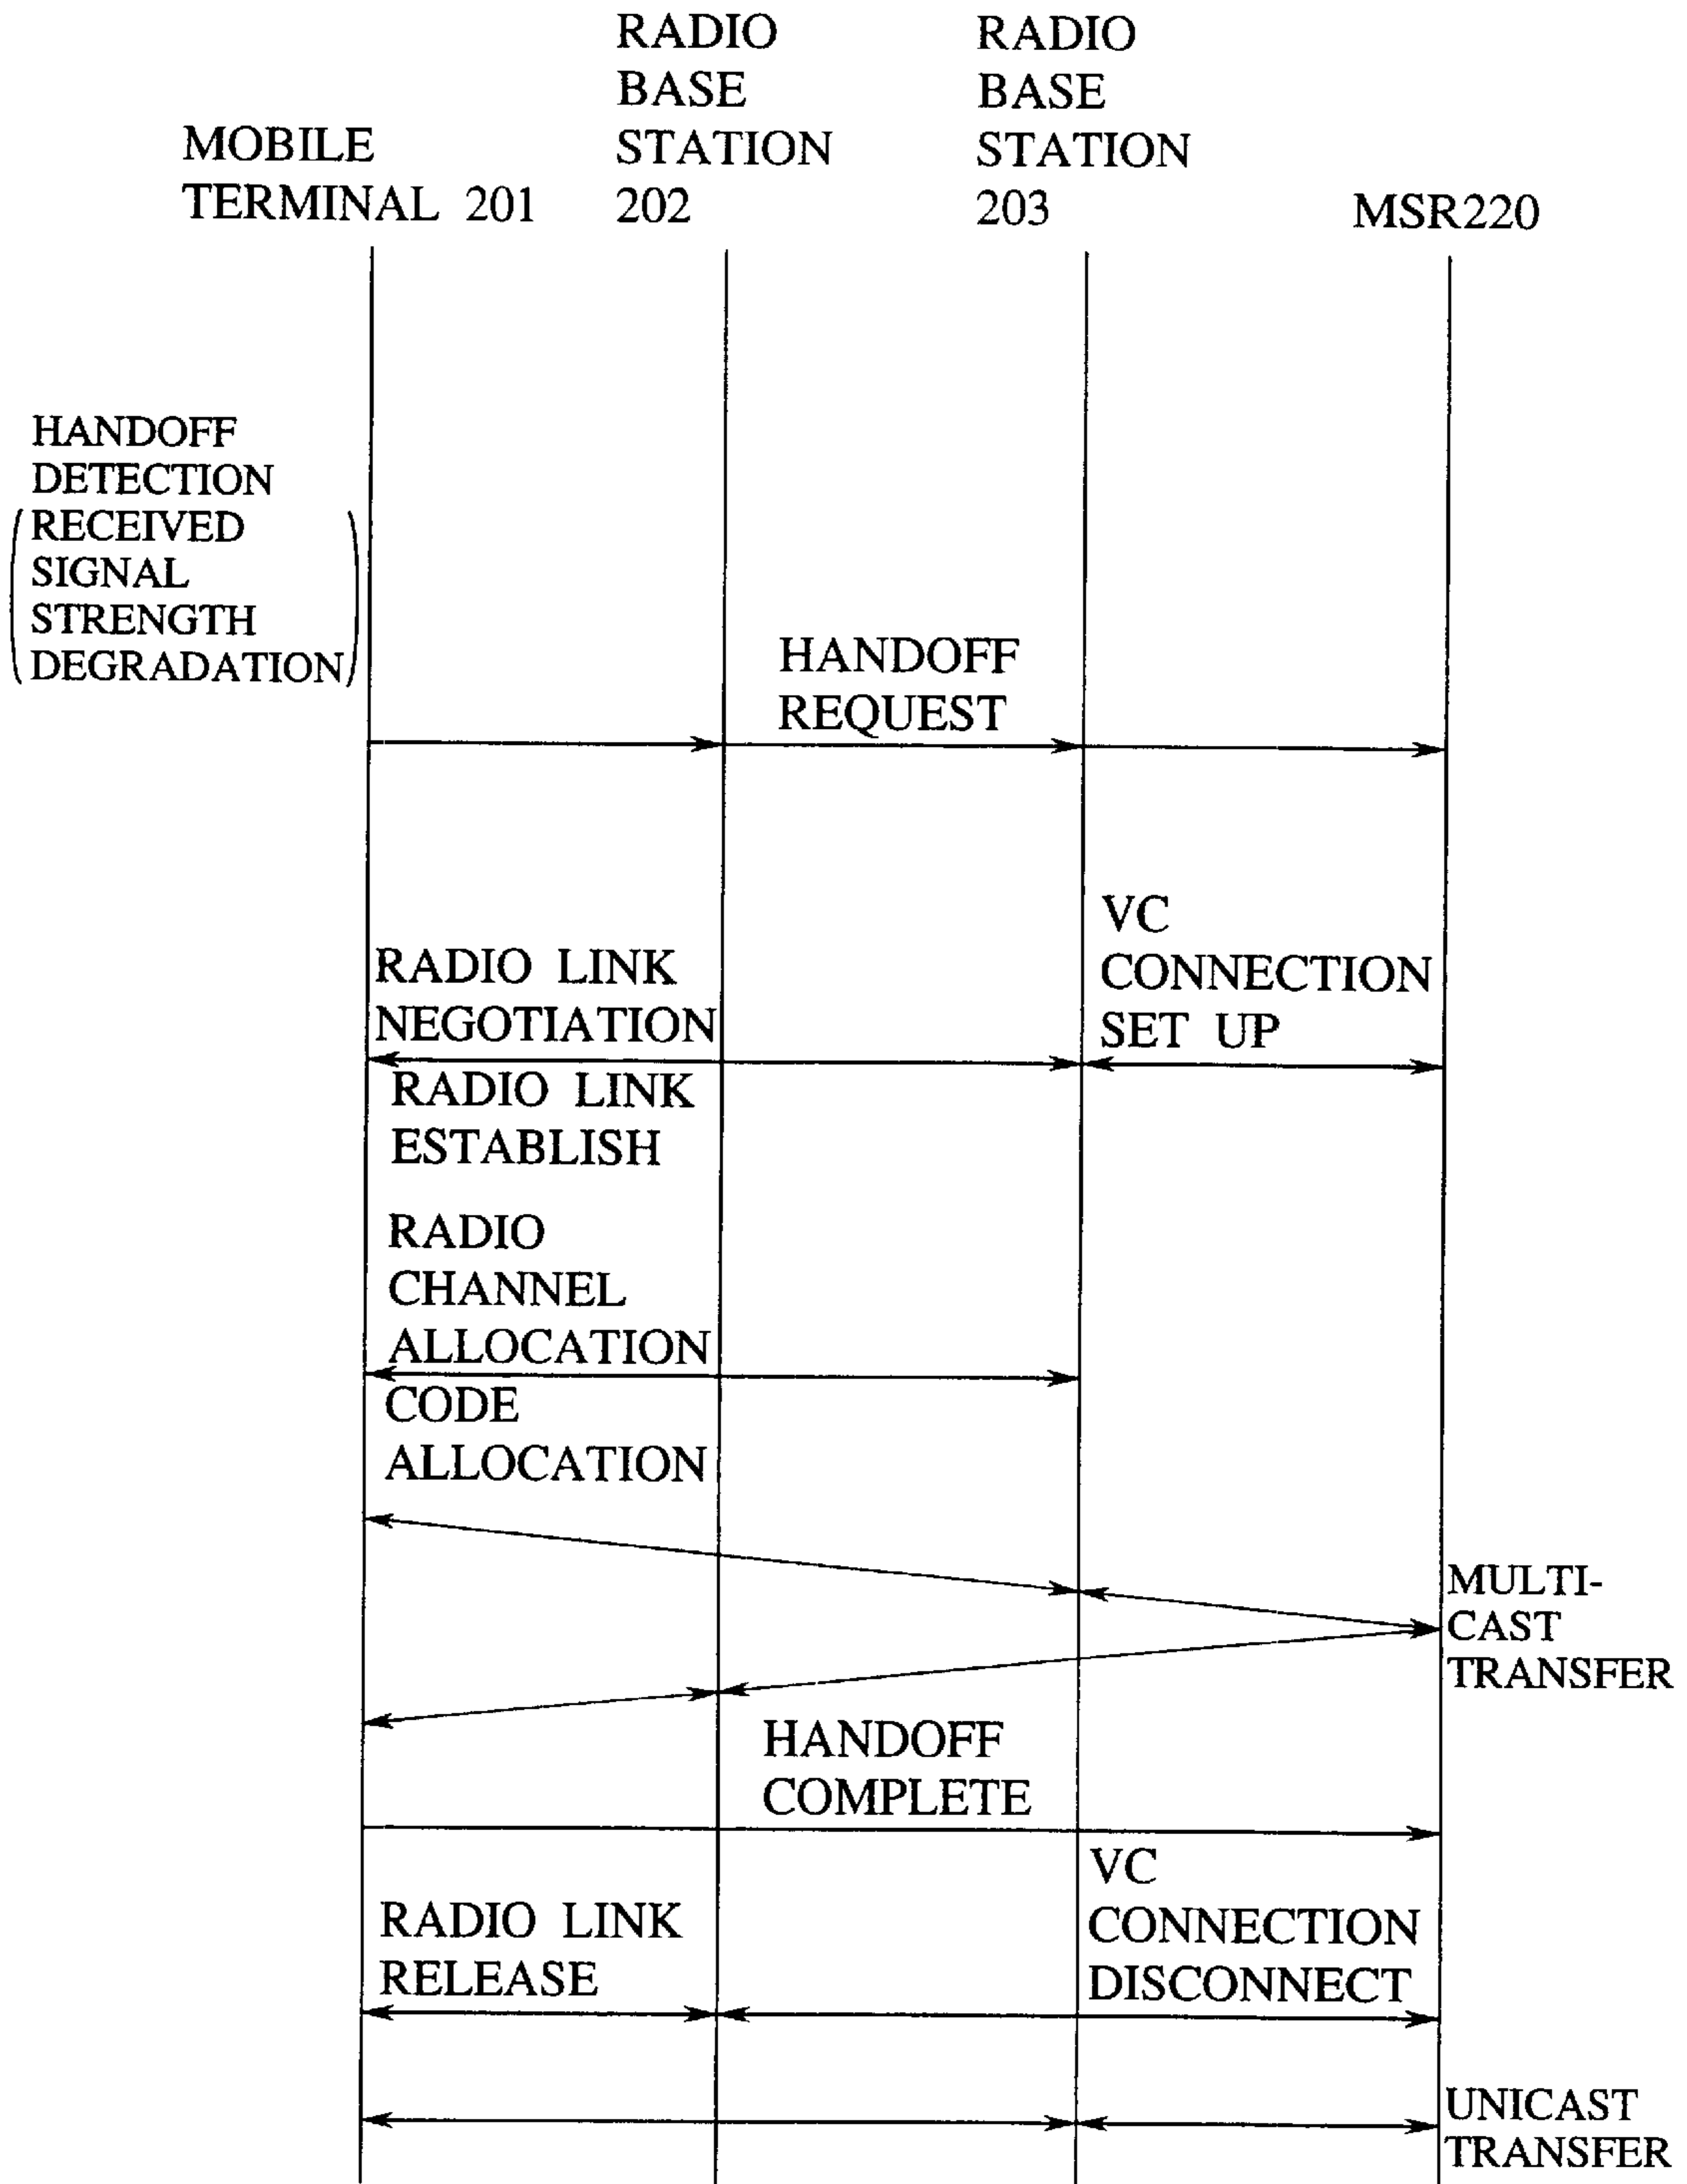 MOBILE
TERMINAL 201
RADIO
BASE
STATION
202
RADIO
BASE
STATION
203
MSR220
HANDOFF
DETECTION
(RECEIVED
SIGNAL
STRENGTH
DEGRADATION)
HANDOFF
REQUEST
RADIO LINK
NEGOTIATION
VC
CONNECTION
SET UP
RADIO LINK
ESTABLISH
RADIO
CHANNEL
ALLOCATION
CODE
ALLOCATION
MULTI-
CAST
TRANSFER
HANDOFF
COMPLETE
RADIO LINK
RELEASE
VC
CONNECTION
DISCONNECT
UNICAST
TRANSFER